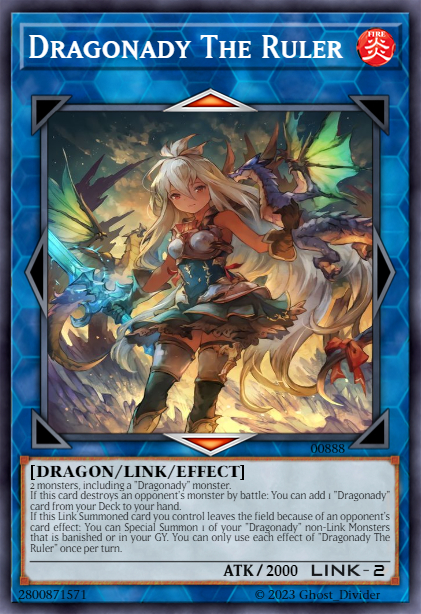 Dragonady The Ruler
FIRE
炎
00888
[DRAGON/LINK/EFFECT]
2 monsters, including a "Dragonady" monster.
If this card destroys an opponent's monster by battle: You can add 1 "Dragonady"
card from your Deck to your hand.
If this Link Summoned card you control leaves the field because of an opponent's
card effect: You can Special Summon 1 of your "Dragonady" non-Link Monsters
that is banished or in your GY. You can only use each effect of "Dragonady The
Ruler" once per turn.
ATK / 2000 LINK-2
2800871571 © 2023 Ghost_Divider